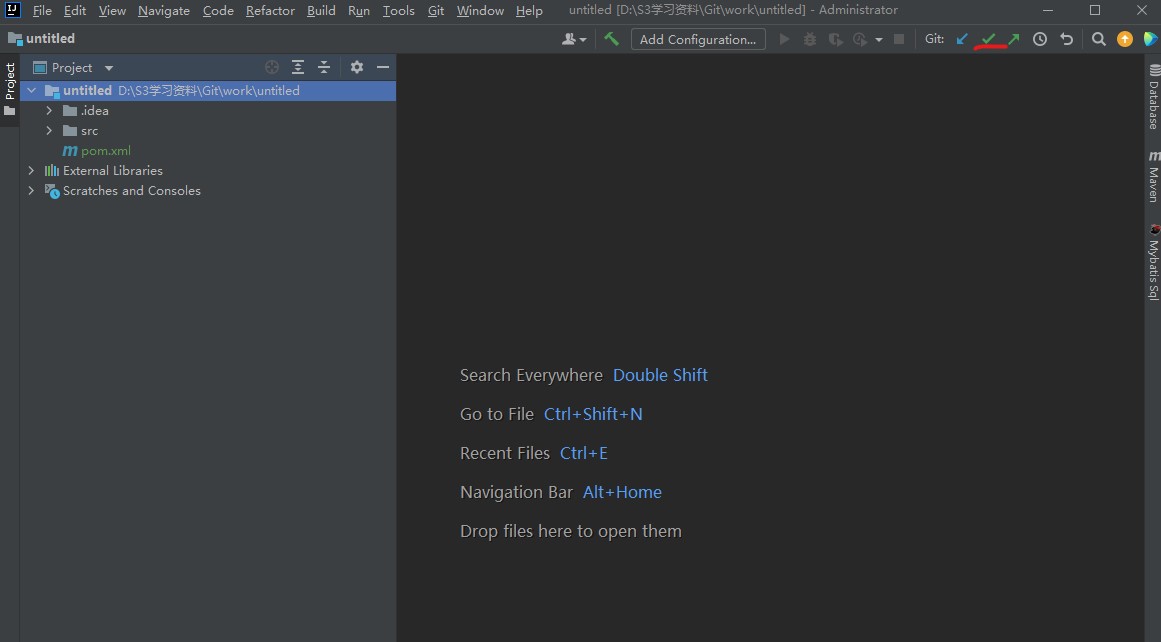 File Edit View Navigate Code Refactor Build Run Tools Git Window Help untitled [D:\S3学习资料\Git\work\untitled] - Administrator
untitled Add Configuration... Git:
Project
Project
untitled D:\S3学习资料\Git\work\untitled
.idea
src
pom.xml
External Libraries
Scratches and Consoles
Search Everywhere Double Shift
Go to File Ctrl+Shift+N
Recent Files Ctrl+E
Navigation Bar Alt+Home
Drop files here to open them
Database
Maven
Mybatis Sql